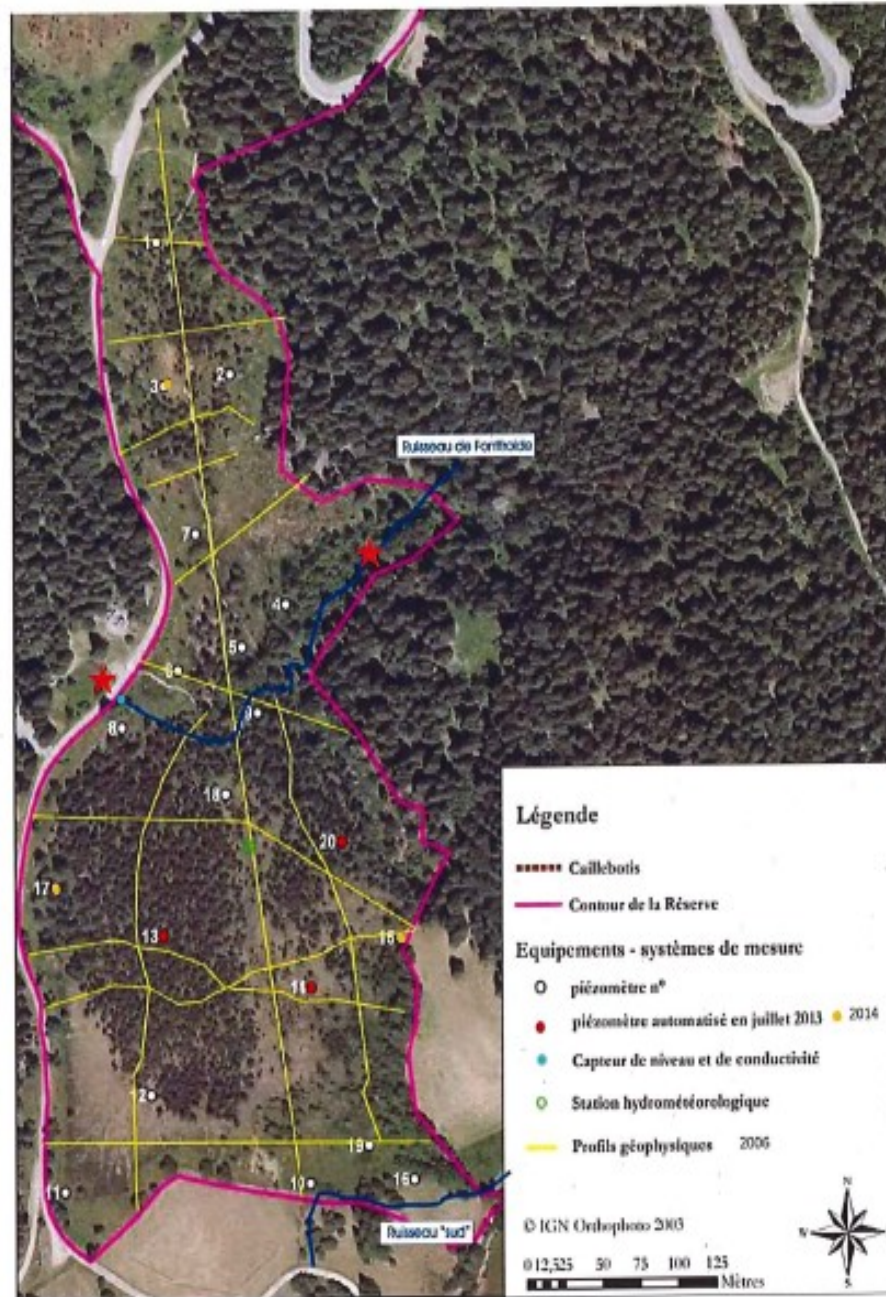 1
2
3
Ruisseau de Fontfroide
7
4
5
6
9
8
18
20
17
13
16
12
19
11
10
16
Ruisseau "sud"
Légende
Caillebotis
Contour de la Réserve
Equipements - systèmes de mesure
piézomètre n°
piézomètre automatisé en juillet 2013 2014
Capteur de niveau et de conductivité
Station hydrométéorologique
Profils géophysiques 2006
© IGN Orthophoto 2003
N
W E
S
0 12,525 50 75 100 125
Mètres